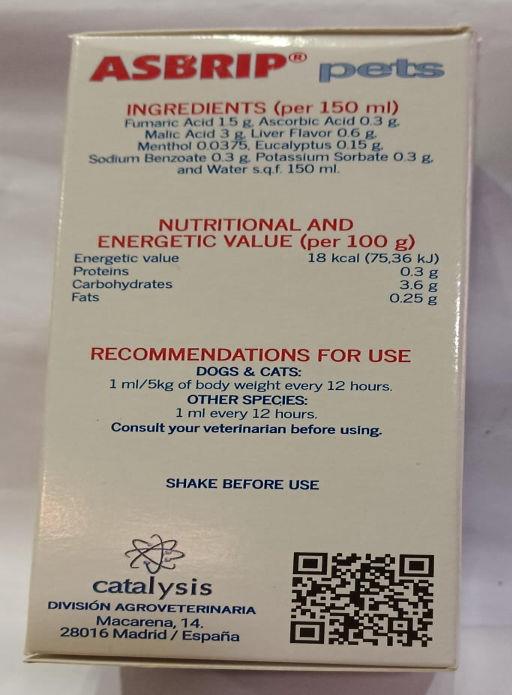 ASBRIP® pets
INGREDIENTS (per 150 ml)
Fumaric Acid 1.5 g, Ascorbic Acid 0.3 g,
Malic Acid 3 g, Liver Flavor 0.6 g,
Menthol 0.0375, Eucalyptus 0.15 g,
Sodium Benzoate 0.3 g, Potassium Sorbate 0.3 g,
and Water s.q.f. 150 ml.
NUTRITIONAL AND
ENERGETIC VALUE (per 100 g)
Energetic value 18 kcal (75,36 kJ)
Proteins 0.3 g
Carbohydrates 3.6 g
Fats 0.25 g
RECOMMENDATIONS FOR USE
DOGS & CATS:
1 ml/5kg of body weight every 12 hours.
OTHER SPECIES:
1 ml every 12 hours.
Consult your veterinarian before using.
SHAKE BEFORE USE
catalysis
DIVISIÓN AGROVETERINARIA
Macarena, 14.
28016 Madrid / España